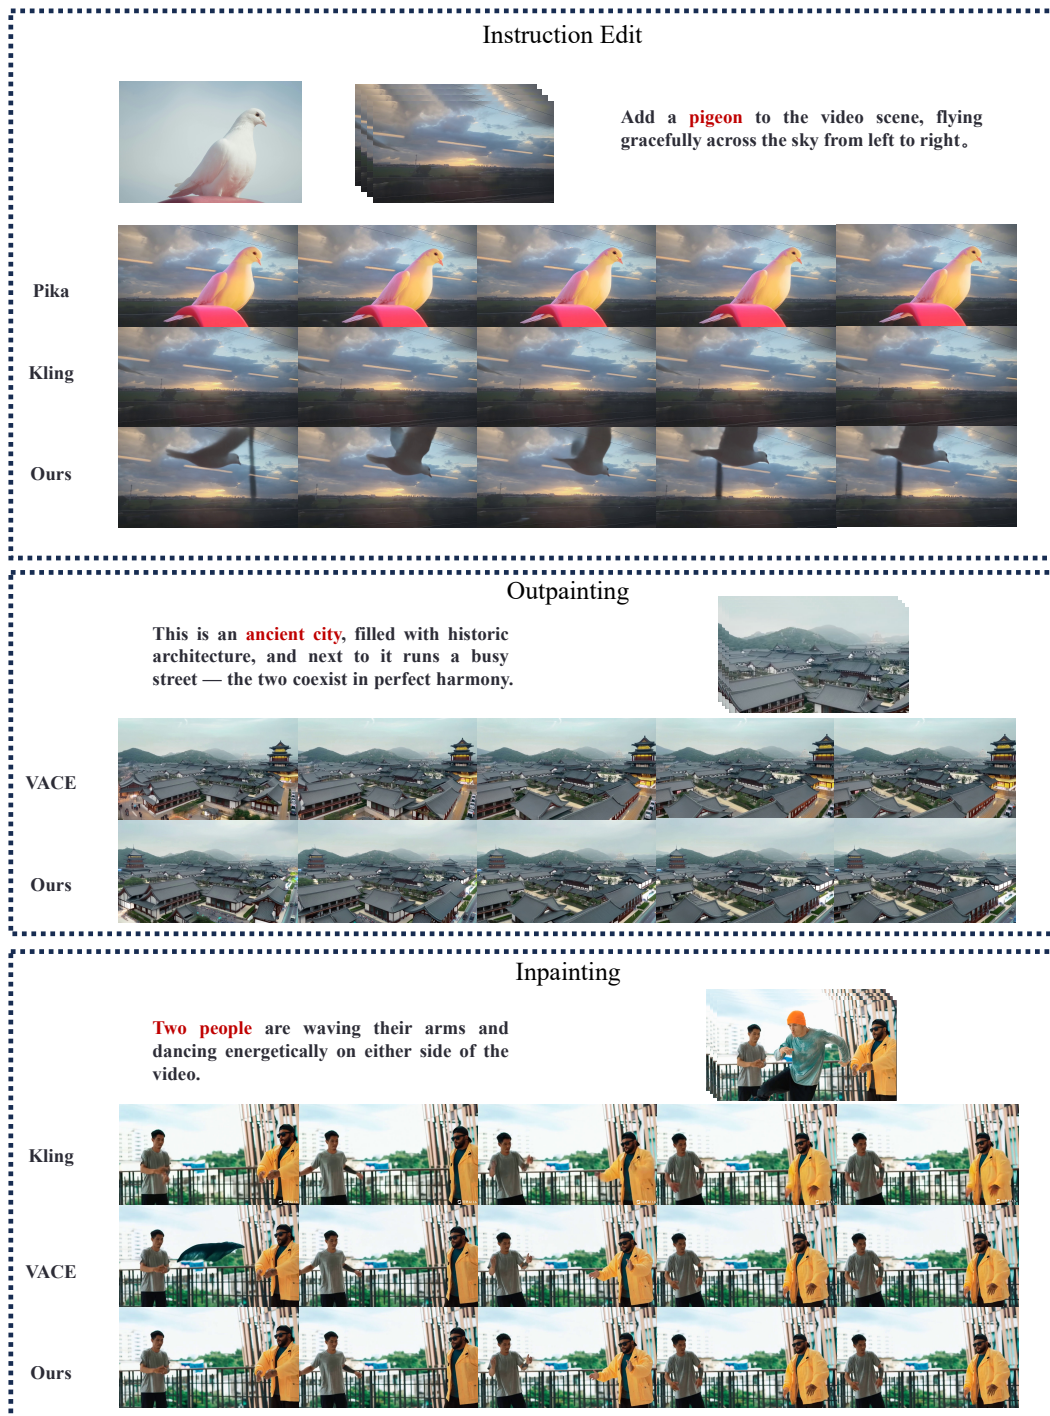 Instruction Edit
Add a pigeon to the video scene, flying
gracefully across the sky from left to right。
Pika
Kling
Ours
Outpainting
This is an ancient city, filled with historic
architecture, and next to it runs a busy
street — the two coexist in perfect harmony.
VACE
Ours
Inpainting
Two people are waving their arms and
dancing energetically on either side of the
video.
Kling
VACE
Ours